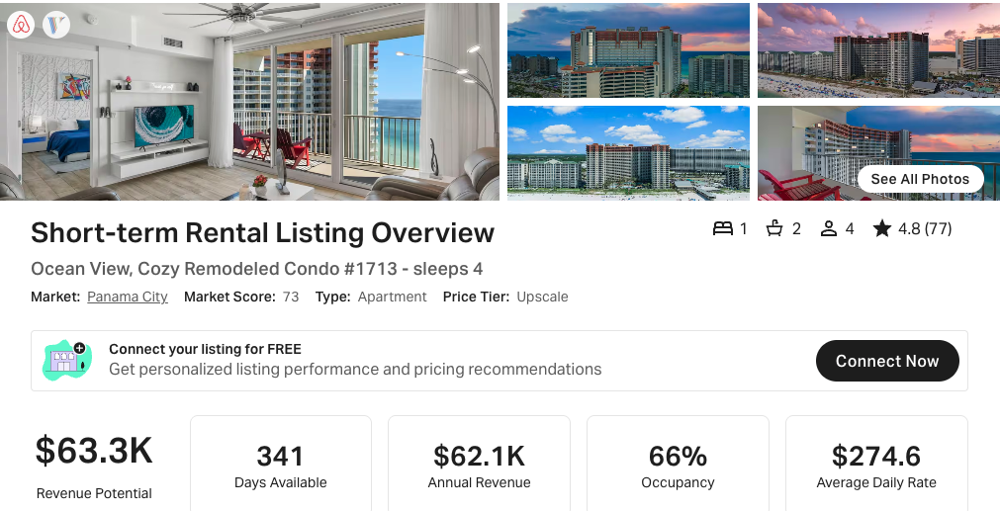 See All Photos
Short-term Rental Listing Overview
1 2 4 4.8 (77)
Ocean View, Cozy Remodeled Condo #1713 - sleeps 4
Market: Panama City Market Score: 73 Type: Apartment Price Tier: Upscale
Connect your listing for FREE
Get personalized listing performance and pricing recommendations
Connect Now
$63.3K
Revenue Potential
341
Days Available
$62.1K
Annual Revenue
66%
Occupancy
$274.6
Average Daily Rate